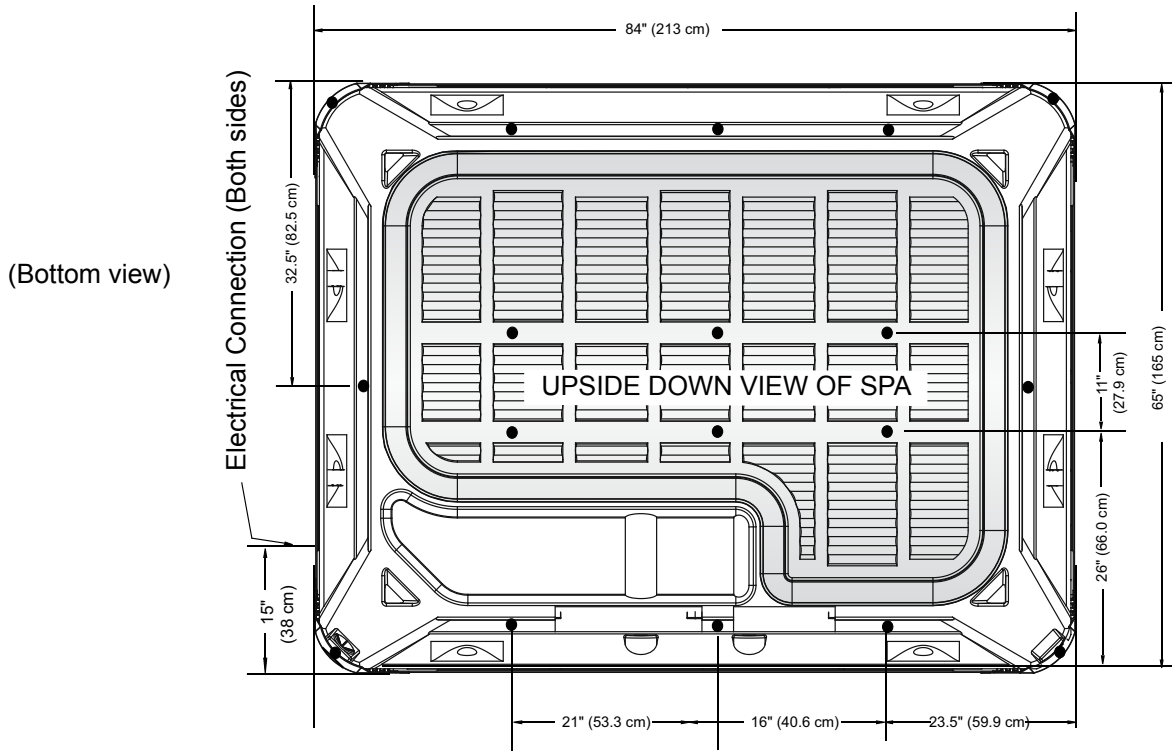 84" (213 cm)
Electrical Connection (Both sides)
32.5" (82.5 cm)
(Bottom view)
UPSIDE DOWN VIEW OF SPA
11"
(27.9 cm)
65" (165 cm)
26" (66.0 cm)
15"
(38 cm)
21" (53.3 cm)
16" (40.6 cm)
23.5" (59.9 cm)